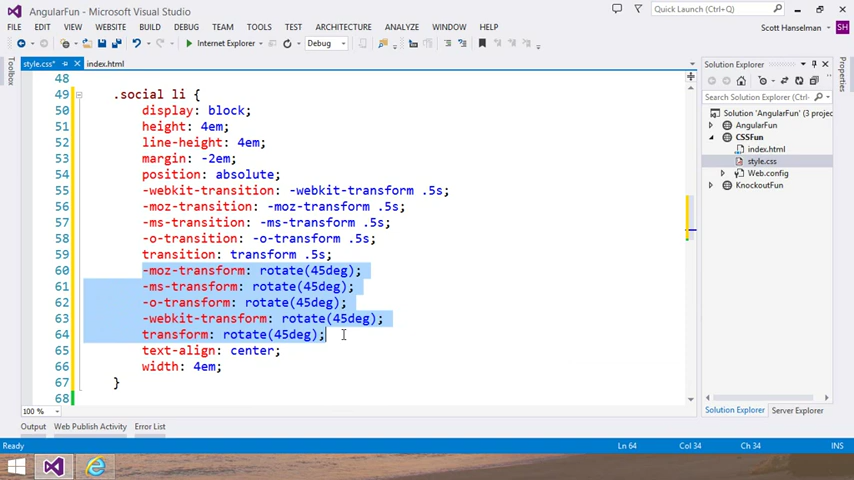 AngularFun - Microsoft Visual Studio
Quick Launch (Ctrl+Q)
FILE EDIT VIEW WEBSITE BUILD DEBUG TEAM TOOLS TEST ARCHITECTURE ANALYZE WINDOW HELP
Scott Hanselman SH
Internet Explorer Debug
Toolbox
style.css* index.html
Solution Explorer
Properties
48
49 .social li {
50 display: block;
51 height: 4em;
52 line-height: 4em;
53 margin: -2em;
54 position: absolute;
55 -webkit-transition: -webkit-transform .5s;
56 -moz-transition: -moz-transform .5s;
57 -ms-transition: -ms-transform .5s;
58 -o-transition: -o-transform .5s;
59 transition: transform .5s;
60 -moz-transform: rotate(45deg);
61 -ms-transform: rotate(45deg);
62 -o-transform: rotate(45deg);
63 -webkit-transform: rotate(45deg);
64 transform: rotate(45deg);
65 text-align: center;
66 width: 4em;
67 }
68
Search Solution Explorer (Ctrl-
Solution 'AngularFun' (3 projec
AngularFun
CSSFun
index.html
style.css
Web.config
KnockoutFun
100 %
Solution Explorer Server Explorer
Output Web Publish Activity Error List
Ready Ln 64 Col 34 Ch 34 INS